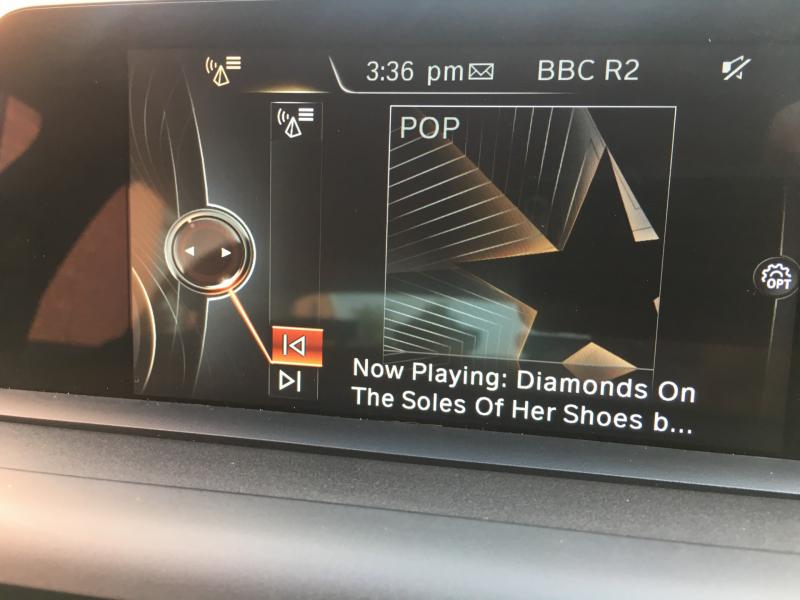 3:36 pm BBC R2
POP
OPT
Now Playing: Diamonds On
The Soles Of Her Shoes b...